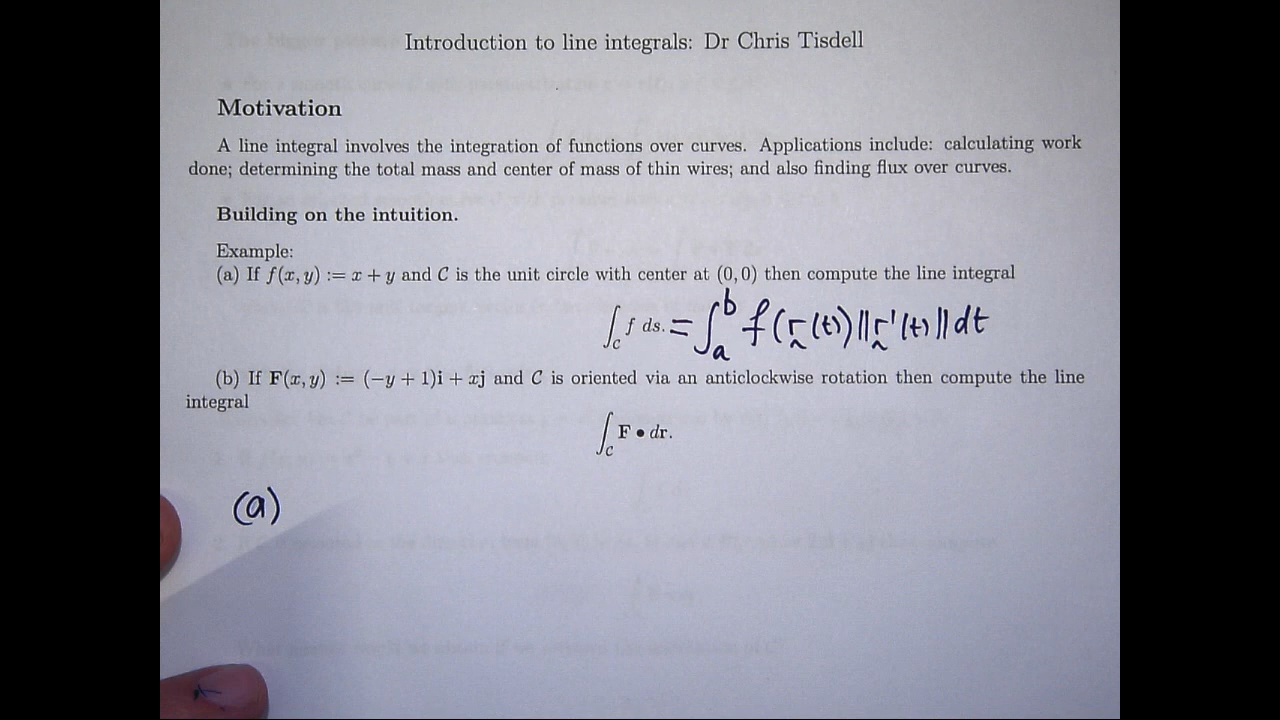 Introduction to line integrals: Dr Chris Tisdell
Motivation
A line integral involves the integration of functions over curves. Applications include: calculating work
done; determining the total mass and center of mass of thin wires; and also finding flux over curves.
Building on the intuition.
Example:
(a) If f(x, y) := x + y and C is the unit circle with center at (0, 0) then compute the line integral
∫_C f ds. = ∫_a^b f(r̰(t)) ||r̰'(t)|| dt
(b) If F(x, y) := (−y + 1)i + xj and C is oriented via an anticlockwise rotation then compute the line
integral
∫_C F • dr.
(a)